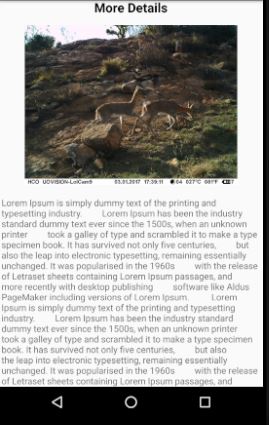 More Details
HCO UOVISION-LoCam9 03.01.2017 17:39:11 64 027°C 081°F
Lorem Ipsum is simply dummy text of the printing and
typesetting industry. Lorem Ipsum has been the industry
standard dummy text ever since the 1500s, when an unknown
printer took a galley of type and scrambled it to make a type
specimen book. It has survived not only five centuries, but
also the leap into electronic typesetting, remaining essentially
unchanged. It was popularised in the 1960s with the release
of Letraset sheets containing Lorem Ipsum passages, and
more recently with desktop publishing software like Aldus
PageMaker including versions of Lorem Ipsum. Lorem
Ipsum is simply dummy text of the printing and typesetting
industry. Lorem Ipsum has been the industry standard
dummy text ever since the 1500s, when an unknown printer
took a galley of type and scrambled it to make a type specimen
book. It has survived not only five centuries, but also
the leap into electronic typesetting, remaining essentially
unchanged. It was popularised in the 1960s with the release
of Letraset sheets containing Lorem Ipsum passages, and